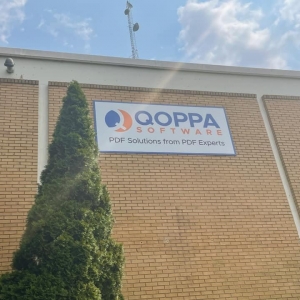 QOPPA
SOFTWARE
PDF Solutions from PDF Experts